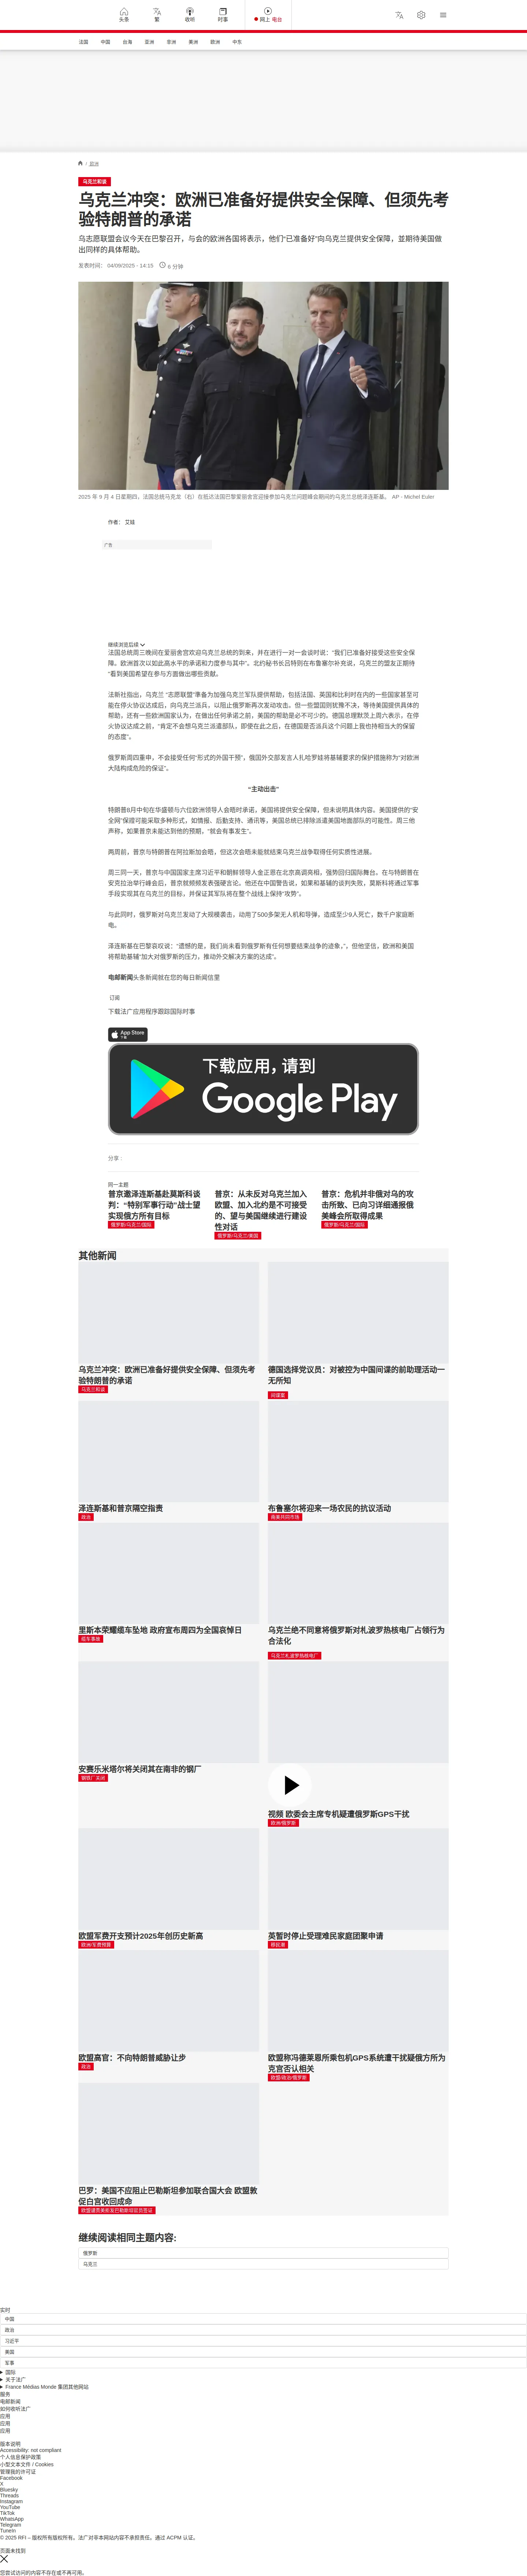 头条
繁
收听
时事
网上 电台
法国
中国
台海
亚洲
非洲
美洲
欧洲
中东
/ 欧洲
乌克兰和谈
乌克兰冲突：欧洲已准备好提供安全保障、但须先考
验特朗普的承诺
乌志愿联盟会议今天在巴黎召开，与会的欧洲各国将表示，他们“已准备好”向乌克兰提供安全保障，並期待美国做
出同样的具体帮助。
发表时间： 04/09/2025 - 14:15
6 分钟
2025 年 9 月 4 日星期四，法国总统马克龙（右）在抵达法国巴黎爱丽舍宫迎接参加乌克兰问题峰会期间的乌克兰总统泽连斯基。 AP - Michel Euler
作者： 艾娃
广告
继续浏览后续
法国总统周三晚间在爱丽舍宫欢迎乌克兰总统的到来，并在进行一对一会谈时说：“我们已准备好接受这些安全保
障。欧洲首次以如此高水平的承诺和力度参与其中”。北约秘书长吕特则在布鲁塞尔补充说，乌克兰的盟友正期待
“看到美国希望在参与方面做出哪些贡献。
法新社指出，乌克兰 “志愿联盟”準备为加强乌克兰军队提供帮助，包括法国、英国和比利时在内的一些国家甚至可
能在停火协议达成后，向乌克兰派兵，以阻止俄罗斯再次发动攻击。但一些盟国则犹豫不决，等待美国提供具体的
帮助，还有一些欧洲国家认为，在做出任何承诺之前，美国的帮助是必不可少的。德国总理默茨上周六表示，在停
火协议达成之前，“肯定不会想乌克兰派遣部队，即使在此之后，在德国是否派兵这个问题上我也持相当大的保留
的态度”。
俄罗斯周四重申，不会接受任何“形式的外国干预”，俄国外交部发言人扎哈罗娃将基辅要求的保护措施称为“对欧洲
大陆构成危险的保证”。
“主动出击”
特朗普8月中旬在华盛顿与六位欧洲领导人会晤时承诺，美国将提供安全保障，但未说明具体内容。美国提供的“安
全网”保證可能采取多种形式，如情报、后勤支持、通讯等，美国总统已排除派遣美国地面部队的可能性。周三他
声称，如果普京未能达到他的预期，“就会有事发生”。
两周前，普京与特朗普在阿拉斯加会晤，但这次会晤未能就结束乌克兰战争取得任何实质性进展。
周三同一天，普京与中国国家主席习近平和朝鲜领导人金正恩在北京高调亮相，强势回归国际舞台。在与特朗普在
安克拉治举行峰会后，普京就频频发表强硬言论。他还在中国警告说，如果和基辅的谈判失败，莫斯科将通过军事
手段实现其在乌克兰的目标，并保证其军队将在整个战线上保持“攻势”。
与此同时，俄罗斯对乌克兰发动了大规模袭击，动用了500多架无人机和导弹，造成至少9人死亡，数千户家庭断
电。
泽连斯基在巴黎哀叹说：“遗憾的是，我们尚未看到俄罗斯有任何想要结束战争的迹象，”，但他坚信，欧洲和美国
将帮助基辅“加大对俄罗斯的压力，推动外交解决方案的达成”。
电邮新闻头条新闻就在您的每日新闻信里
订阅
下载法广应用程序跟踪国际时事
App Store
下载应用，请到
Google Play
分享 :
同一主题
普京邀泽连斯基赴莫斯科谈
判：“特别军事行动”战士望
实现俄方所有目标
俄罗斯/乌克兰/国际
普京：从未反对乌克兰加入
欧盟、加入北约是不可接受
的、望与美国继续进行建设
性对话
俄罗斯/乌克兰/美国
普京：危机并非俄对乌的攻
击所致、已向习详细通报俄
美峰会所取得成果
俄罗斯/乌克兰/国际
其他新闻
乌克兰冲突：欧洲已准备好提供安全保障、但须先考
验特朗普的承诺
乌克兰和谈
德国选择党议员：对被控为中国间谍的前助理活动一
无所知
间谍案
泽连斯基和普京隔空指责
政治
布鲁塞尔将迎来一场农民的抗议活动
南美共同市场
里斯本荣耀缆车坠地 政府宣布周四为全国哀悼日
缆车事故
乌克兰绝不同意将俄罗斯对札波罗热核电厂占领行为
合法化
乌克兰札波罗热核电厂
安赛乐米塔尔将关闭其在南非的钢厂
钢铁厂关闭
视频 欧委会主席专机疑遭俄罗斯GPS干扰
欧洲/俄罗斯
欧盟军费开支预计2025年创历史新高
欧洲/军费预算
英暂时停止受理难民家庭团聚申请
移民潮
欧盟高官：不向特朗普威胁让步
政治
欧盟称冯德莱恩所乘包机GPS系统遭干扰疑俄方所为
克宫否认相关
欧盟/政治/俄罗斯
巴罗：美国不应阻止巴勒斯坦参加联合国大会 欧盟敦
促白宫收回成命
欧盟谴责美拒发巴勒斯坦官员签证
继续阅读相同主题内容:
俄罗斯
乌克兰
实时
中国
政治
习近平
美国
军事
国际
关于法广
France Médias Monde 集团其他网站
服务
电邮新闻
如何收听法广
应用
应用
应用
版本说明
Accessibility: not compliant
个人信息保护政策
小型文本文件 / Cookies
管理我的许可证
Facebook
X
Bluesky
Threads
Instagram
YouTube
TikTok
WhatsApp
Telegram
TuneIn
© 2025 RFI – 版权所有版权所有。法广对非本网站内容不承担责任。通过 ACPM 认证。
页面未找到
您尝试访问的内容不存在或不再可用。